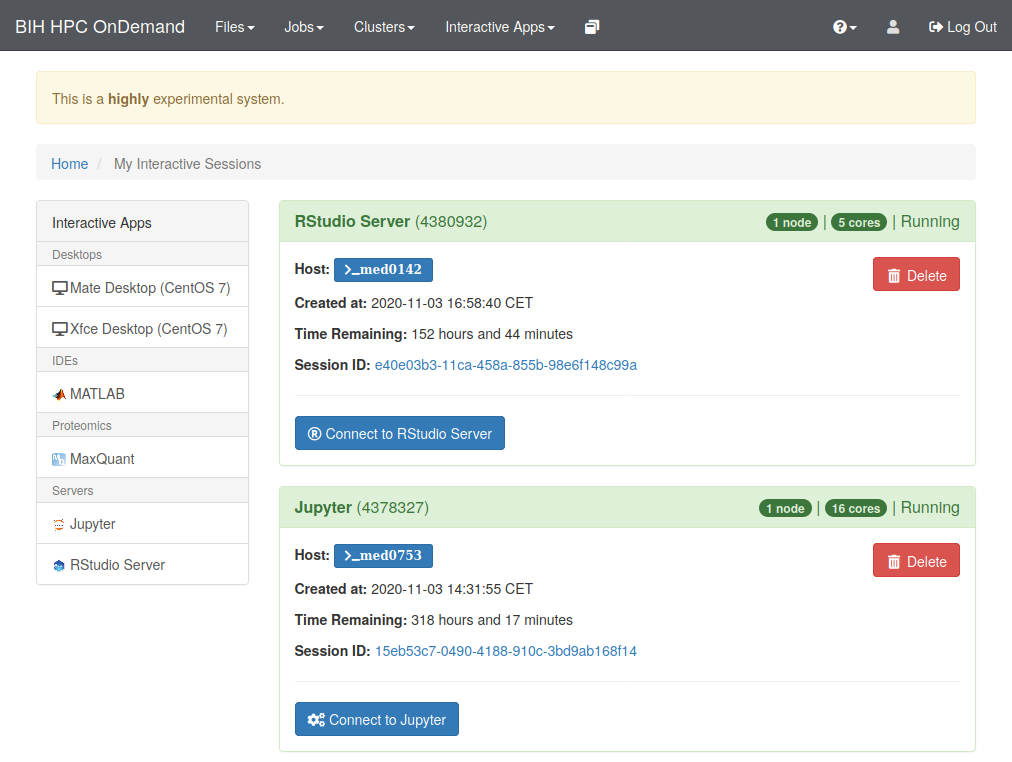 BIH HPC OnDemand Files Jobs Clusters Interactive Apps Log Out
This is a highly experimental system.
Home / My Interactive Sessions
Interactive Apps
Desktops
Mate Desktop (CentOS 7)
Xfce Desktop (CentOS 7)
IDEs
MATLAB
Proteomics
MaxQuant
Servers
Jupyter
RStudio Server
RStudio Server (4380932) 1 node | 5 cores | Running
Host: >_med0142
Delete
Created at: 2020-11-03 16:58:40 CET
Time Remaining: 152 hours and 44 minutes
Session ID: e40e03b3-11ca-458a-855b-98e6f148c99a
Connect to RStudio Server
Jupyter (4378327) 1 node | 16 cores | Running
Host: >_med0753
Delete
Created at: 2020-11-03 14:31:55 CET
Time Remaining: 318 hours and 17 minutes
Session ID: 15eb53c7-0490-4188-910c-3bd9ab168f14
Connect to Jupyter